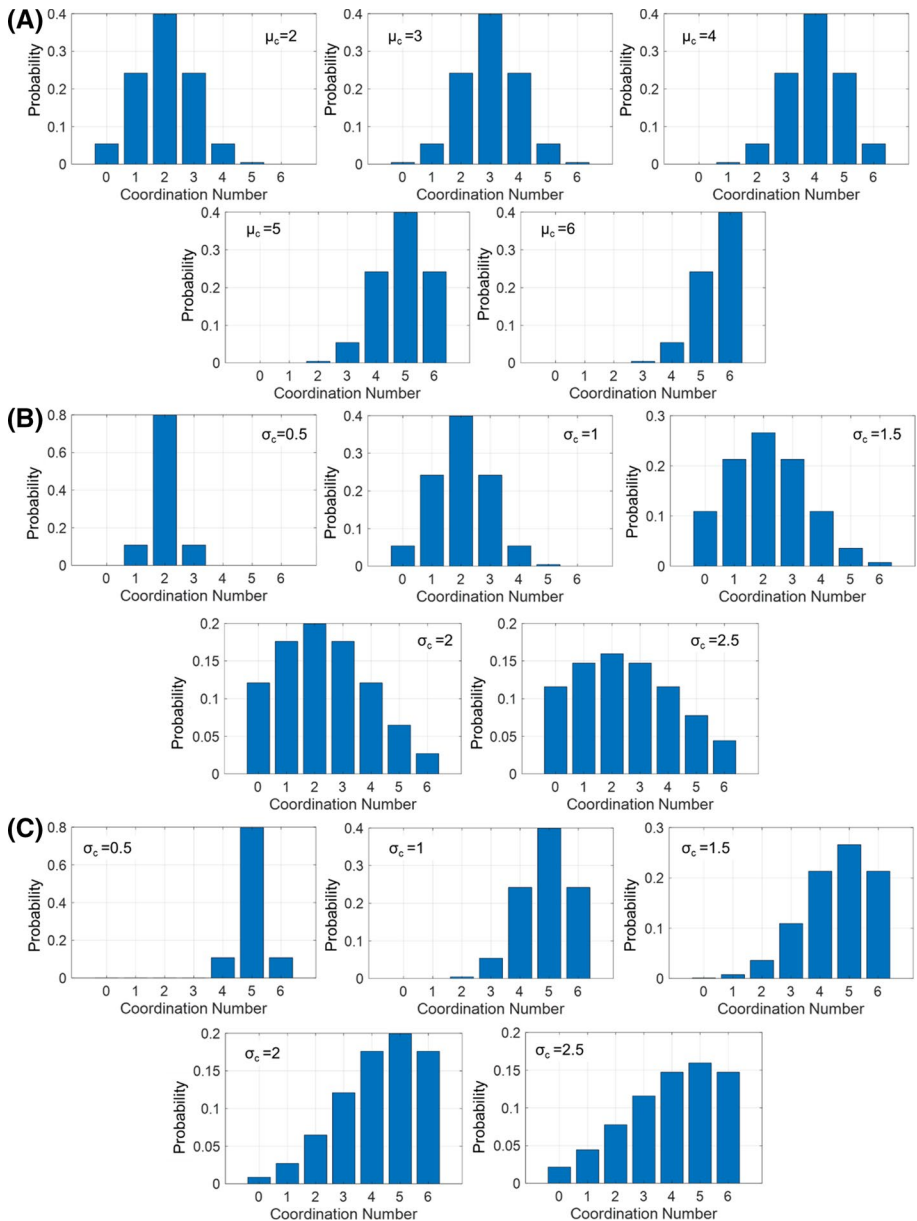 (A)
0.4
0.3
0.2
0.1
0
Probability
μc=2
0 1 2 3 4 5 6
Coordination Number
0.4
0.3
0.2
0.1
0
Probability
μc=3
0 1 2 3 4 5 6
Coordination Number
0.4
0.3
0.2
0.1
0
Probability
μc=4
0 1 2 3 4 5 6
Coordination Number
0.4
0.3
0.2
0.1
0
Probability
μc=5
0 1 2 3 4 5 6
Coordination Number
0.4
0.3
0.2
0.1
0
Probability
μc=6
0 1 2 3 4 5 6
Coordination Number
(B)
0.8
0.6
0.4
0.2
0
Probability
σc=0.5
0 1 2 3 4 5 6
Coordination Number
0.4
0.3
0.2
0.1
0
Probability
σc=1
0 1 2 3 4 5 6
Coordination Number
0.3
0.2
0.1
0
Probability
σc=1.5
0 1 2 3 4 5 6
Coordination Number
0.2
0.15
0.1
0.05
0
Probability
σc=2
0 1 2 3 4 5 6
Coordination Number
0.2
0.15
0.1
0.05
0
Probability
σc=2.5
0 1 2 3 4 5 6
Coordination Number
(C)
0.8
0.6
0.4
0.2
0
Probability
σc=0.5
0 1 2 3 4 5 6
Coordination Number
0.4
0.3
0.2
0.1
0
Probability
σc=1
0 1 2 3 4 5 6
Coordination Number
0.3
0.2
0.1
0
Probability
σc=1.5
0 1 2 3 4 5 6
Coordination Number
0.2
0.15
0.1
0.05
0
Probability
σc=2
0 1 2 3 4 5 6
Coordination Number
0.2
0.15
0.1
0.05
0
Probability
σc=2.5
0 1 2 3 4 5 6
Coordination Number